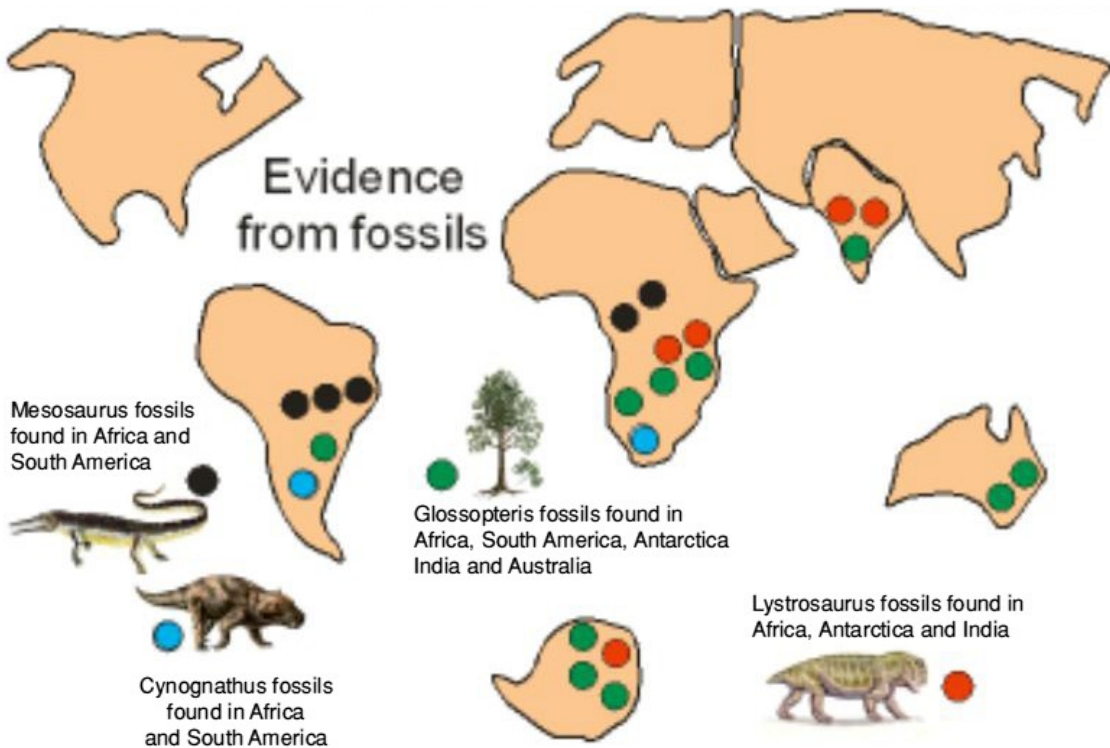 Evidence
from fossils
Mesosaurus fossils
found in Africa and
South America
Glossopteris fossils found in
Africa, South America, Antarctica
India and Australia
Lystrosaurus fossils found in
Africa, Antarctica and India
Cynognathus fossils
found in Africa
and South America